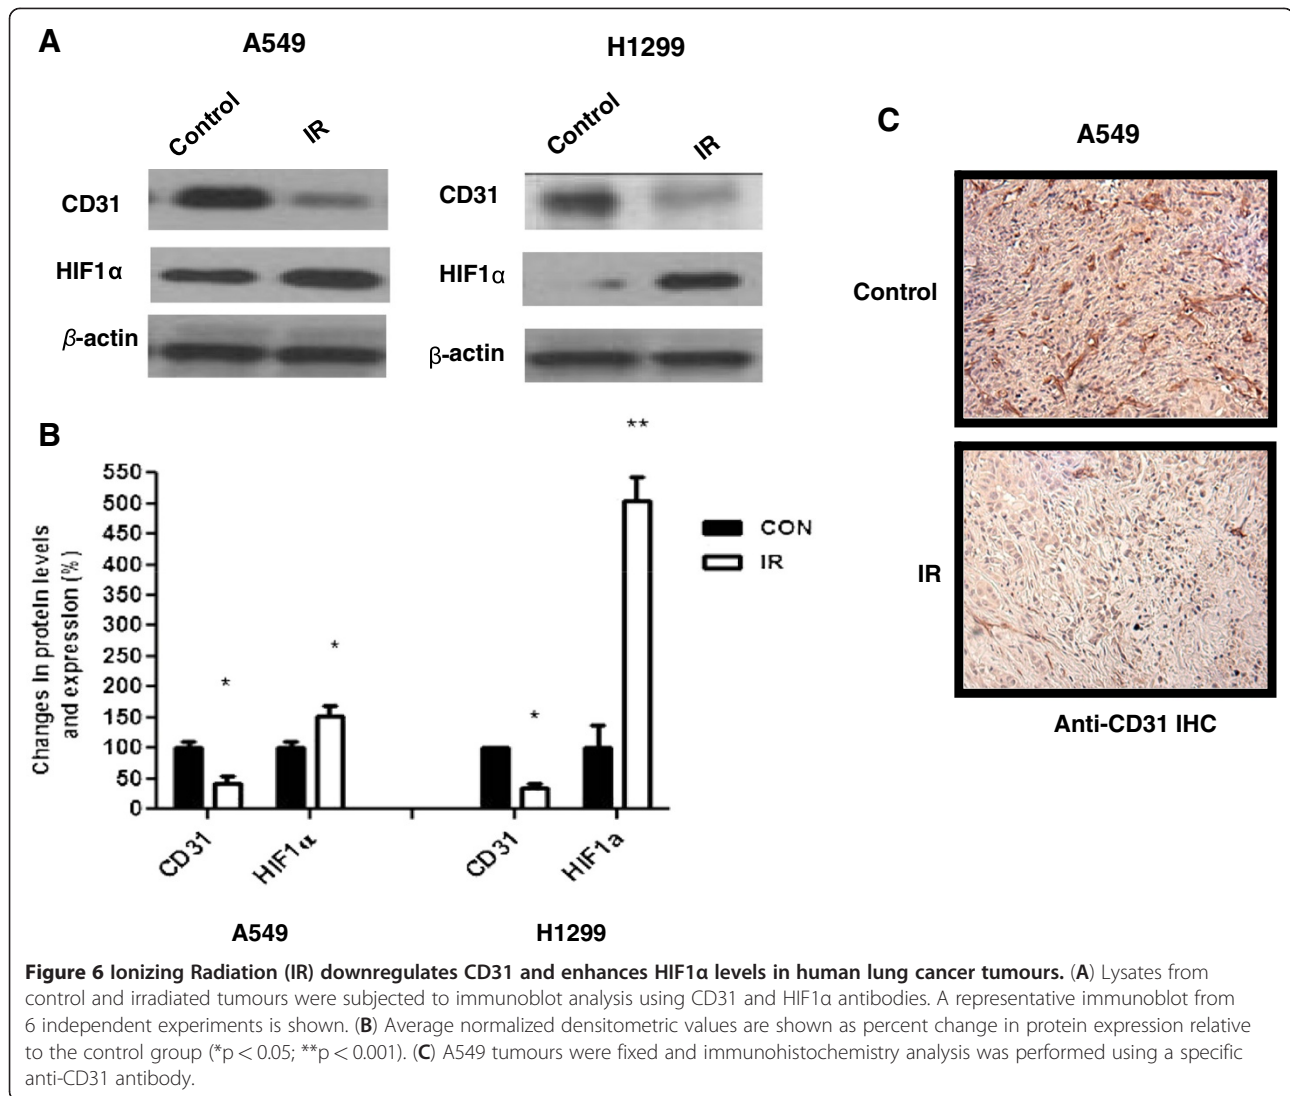 A
A549
H1299
Control
IR
Control
IR
CD31
HIF1α
β-actin
CD31
HIF1α
β-actin
C
A549
Control
IR
Anti-CD31 IHC
B
**
550
500
450
400
350
300
250
200
150
100
50
0
Changes In protein levels
and expression (%)
*
*
*
CON
IR
CD31
HIF1α
CD31
HIF1a
A549
H1299
Figure 6 Ionizing Radiation (IR) downregulates CD31 and enhances HIF1α levels in human lung cancer tumours. (A) Lysates from
control and irradiated tumours were subjected to immunoblot analysis using CD31 and HIF1α antibodies. A representative immunoblot from
6 independent experiments is shown. (B) Average normalized densitometric values are shown as percent change in protein expression relative
to the control group (*p < 0.05; **p < 0.001). (C) A549 tumours were fixed and immunohistochemistry analysis was performed using a specific
anti-CD31 antibody.